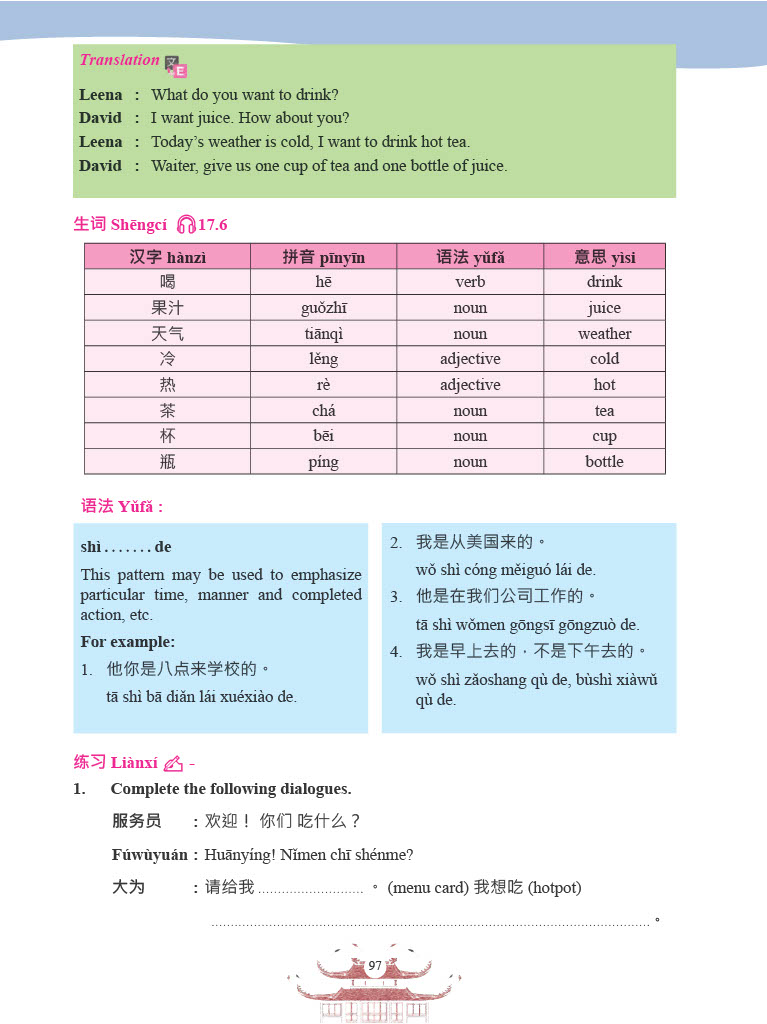 Translation
Leena : What do you want to drink?
David : I want juice. How about you?
Leena : Today's weather is cold, I want to drink hot tea.
David : Waiter, give us one cup of tea and one bottle of juice.
生词 Shēngcí 17.6
汉字 hànzì 拼音 pīnyīn 语法 yǔfǎ 意思 yìsi
喝 hē verb drink
果汁 guǒzhī noun juice
天气 tiānqì noun weather
冷 lěng adjective cold
热 rè adjective hot
茶 chá noun tea
杯 bēi noun cup
瓶 píng noun bottle
语法 Yǔfǎ :
shì . . . . . . . de
This pattern may be used to emphasize
particular time, manner and completed
action, etc.
For example:
1. 他你是八点来学校的。
tā shì bā diǎn lái xuéxiào de.
2. 我是从美国来的。
wǒ shì cóng měiguó lái de.
3. 他是在我们公司工作的。
tā shì wǒmen gōngsī gōngzuò de.
4. 我是早上去的，不是下午去的。
wǒ shì zǎoshang qù de, bùshì xiàwǔ
qù de.
练习 Liànxí -
1. Complete the following dialogues.
服务员 : 欢迎！ 你们 吃什么？
Fúwùyuán : Huānyíng! Nǐmen chī shénme?
大为 : 请给我 ........................... 。 (menu card) 我想吃 (hotpot)
.................................................................................................................. 。
97